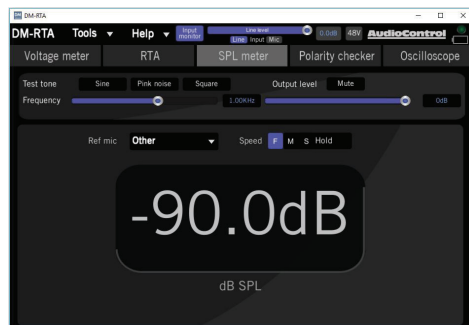 DM-RTA
DM-RTA Tools Help Input monitor Line level 0.0dB 48V AudioControl
Line Input Mic
Voltage meter RTA SPL meter Polarity checker Oscilloscope
Test tone Sine Pink noise Square Output level Mute
Frequency 1.00KHz 0dB
Ref mic Other Speed F M S Hold
-90.0dB
dB SPL